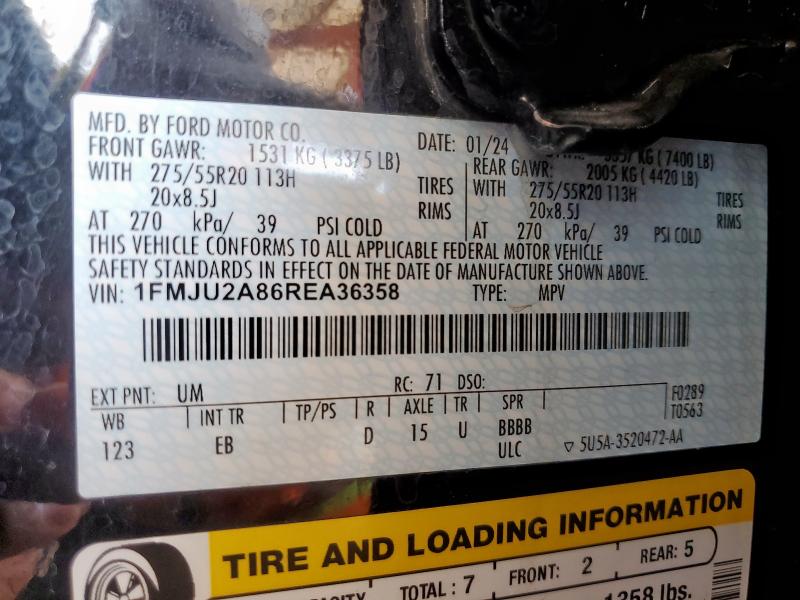 MFD. BY FORD MOTOR CO.
DATE: 01/24
FRONT GAWR: 1531 KG ( 3375 LB)
KG ( 7400 LB)
REAR GAWR: 2005 KG ( 4420 LB)
WITH 275/55R20 113H TIRES
20x8.5J RIMS
AT 270 kPa/ 39 PSI COLD
WITH 275/55R20 113H TIRES
20x8.5J RIMS
AT 270 kPa/ 39 PSI COLD
THIS VEHICLE CONFORMS TO ALL APPLICABLE FEDERAL MOTOR VEHICLE
SAFETY STANDARDS IN EFFECT ON THE DATE OF MANUFACTURE SHOWN ABOVE.
VIN: 1FMJU2A86REA36358 TYPE: MPV
EXT PNT: UM RC: 71 DSO:
WB INT TR TP/PS R AXLE TR SPR
F0289
T0563
123 EB D 15 U BBBB
ULC
5U5A-3520472-AA
TIRE AND LOADING INFORMATION
TOTAL : 7 FRONT: 2 REAR: 5
1358 lbs.